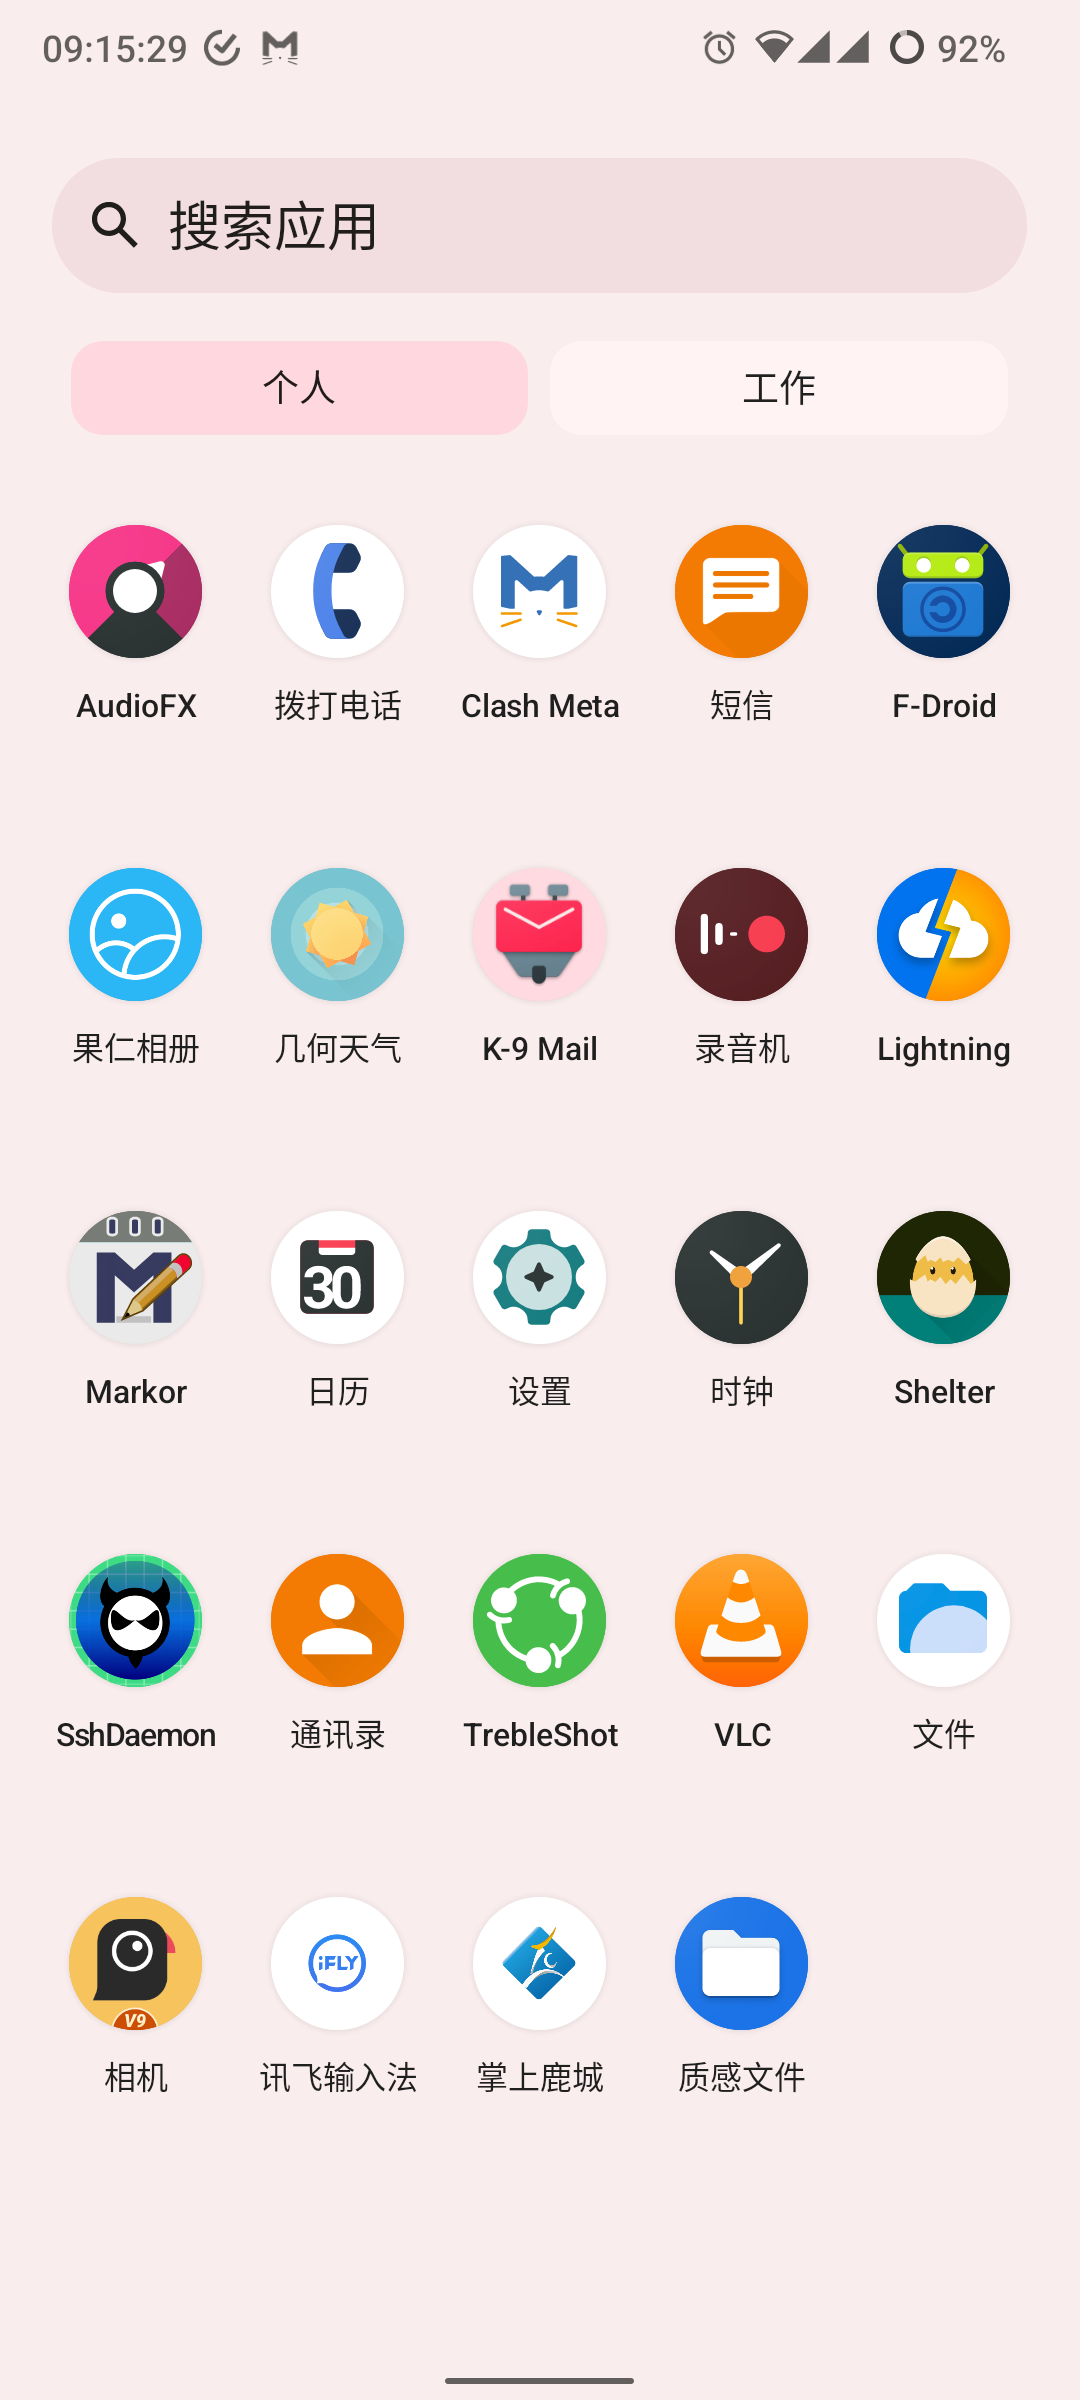 09:15:29 92%
搜索应用
个人 工作
AudioFX 拨打电话 Clash Meta 短信 F-Droid
果仁相册 几何天气 K-9 Mail 录音机 Lightning
30
Markor 日历 设置 时钟 Shelter
SshDaemon 通讯录 TrebleShot VLC 文件
V9 iFLY
相机 讯飞输入法 掌上鹿城 质感文件